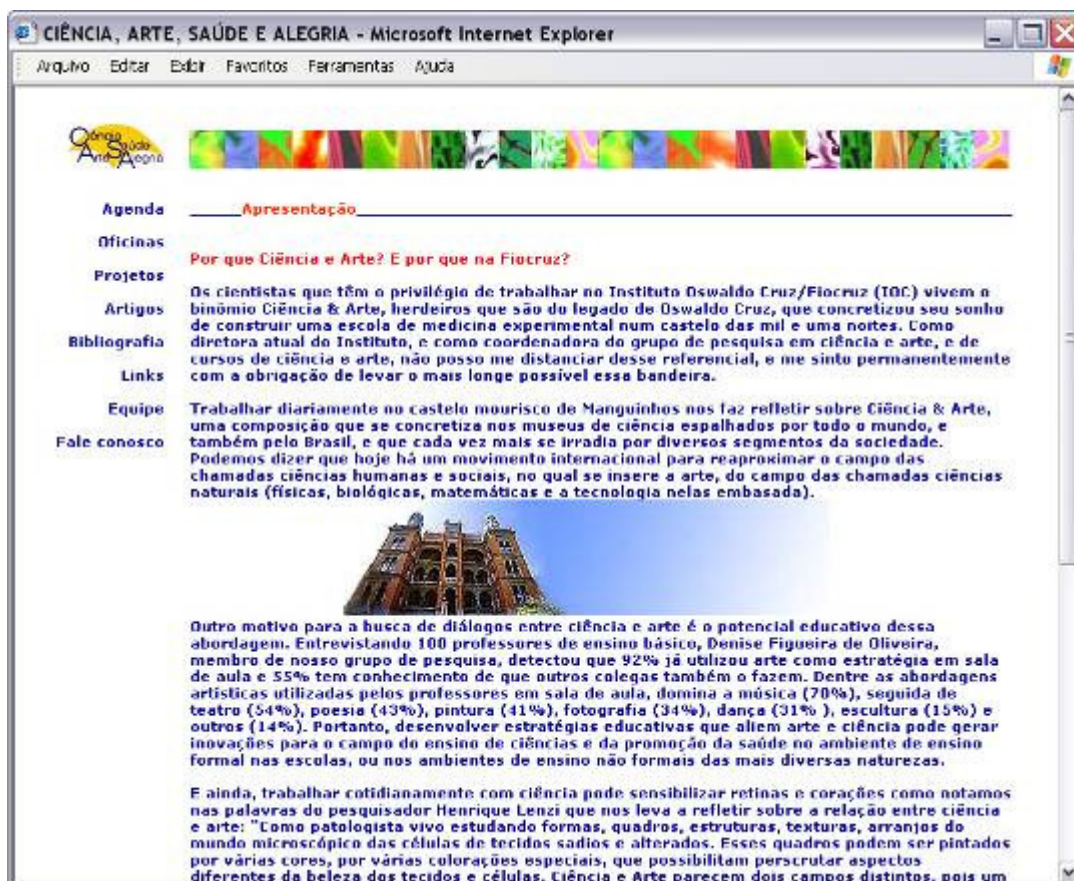 CIÊNCIA, ARTE, SAÚDE E ALEGRIA - Microsoft Internet Explorer
Arquivo Editar Exibir Favoritos Ferramentas Ajuda
Ciência Saúde
Arte Alegria
Agenda
Oficinas
Projetos
Artigos
Bibliografia
Links
Equipe
Fale conosco
Apresentação
Por que Ciência e Arte? E por que na Fiocruz?
Os cientistas que têm o privilégio de trabalhar no Instituto Oswaldo Cruz/Fiocruz (IOC) vivem o
binômio Ciência & Arte, herdeiros que são do legado de Oswaldo Cruz, que concretizou seu sonho
de construir uma escola de medicina experimental num castelo das mil e uma noites. Como
diretora atual do Instituto, e como coordenadora do grupo de pesquisa em ciência e arte, e de
cursos de ciência e arte, não posso me distanciar desse referencial, e me sinto permanentemente
com a obrigação de levar o mais longe possível essa bandeira.
Trabalhar diariamente no castelo mourisco de Manguinhos nos faz refletir sobre Ciência & Arte,
uma composição que se concretiza nos museus de ciência espalhados por todo o mundo, e
também pelo Brasil, e que cada vez mais se irradia por diversos segmentos da sociedade.
Podemos dizer que hoje há um movimento internacional para reaproximar o campo das
chamadas ciências humanas e sociais, no qual se insere a arte, do campo das chamadas ciências
naturais (físicas, biológicas, matemáticas e a tecnologia nelas embasada).
Outro motivo para a busca de diálogos entre ciência e arte é o potencial educativo dessa
abordagem. Entrevistando 100 professores de ensino básico, Denise Figueira de Oliveira,
membro de nosso grupo de pesquisa, detectou que 92% já utilizou arte como estratégia em sala
de aula e 55% tem conhecimento de que outros colegas também o fazem. Dentre as abordagens
artísticas utilizadas pelos professores em sala de aula, domina a música (70%), seguida de
teatro (54%), poesia (43%), pintura (41%), fotografia (34%), dança (31% ), escultura (15%) e
outros (14%). Portanto, desenvolver estratégias educativas que aliem arte e ciência pode gerar
inovações para o campo do ensino de ciências e da promoção da saúde no ambiente de ensino
formal nas escolas, ou nos ambientes de ensino não formais das mais diversas naturezas.
E ainda, trabalhar cotidianamente com ciência pode sensibilizar retinas e corações como notamos
nas palavras do pesquisador Henrique Lenzi que nos leva a refletir sobre a relação entre ciência
e arte: "Como patologista vivo estudando formas, quadros, estruturas, texturas, arranjos do
mundo microscópico das células de tecidos sadios e alterados. Esses quadros podem ser pintados
por várias cores, por várias colorações especiais, que possibilitam perscrutar aspectos
diferentes da beleza dos tecidos e células. Ciência e Arte parecem dois campos distintos, pois um